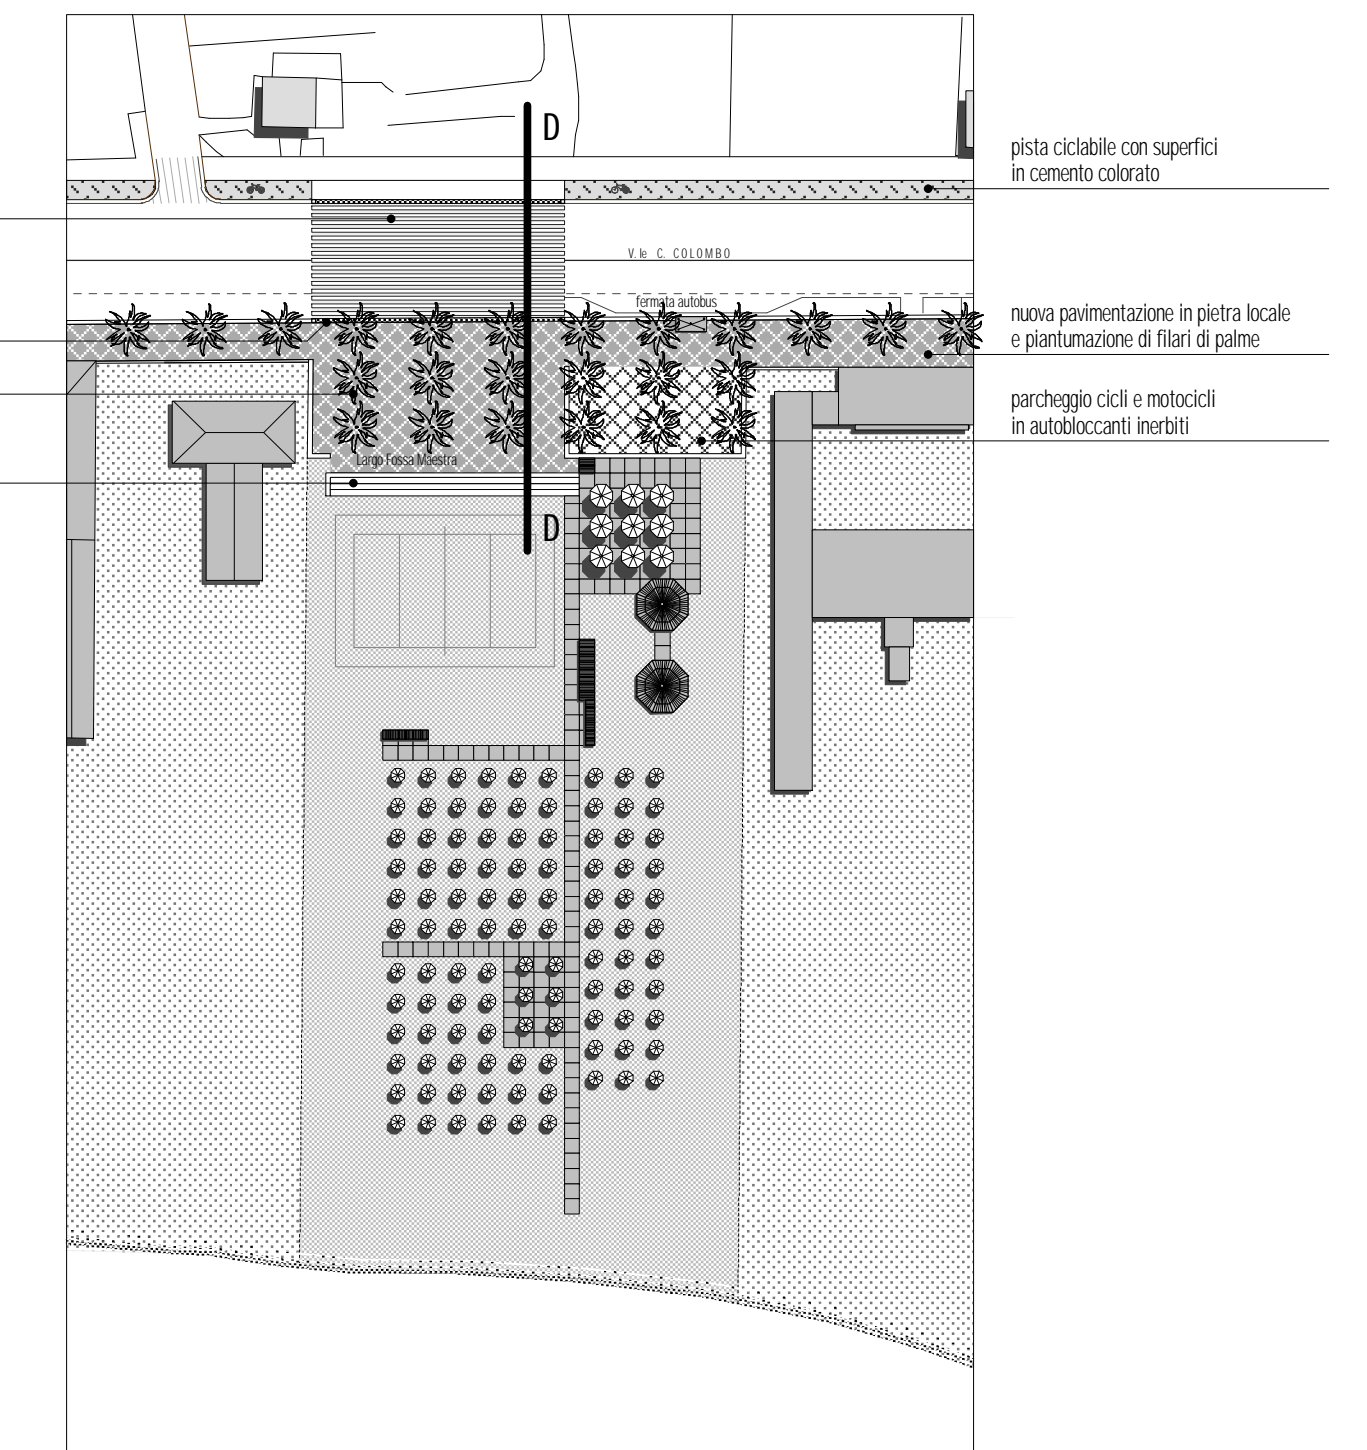 D
pista ciclabile con superfici
in cemento colorato
V.le C. COLOMBO
fermata autobus
nuova pavimentazione in pietra locale
e piantumazione di filari di palme
parcheggio cicli e motocicli
in autobloccanti inerbiti
Largo Fossa Maestra
D